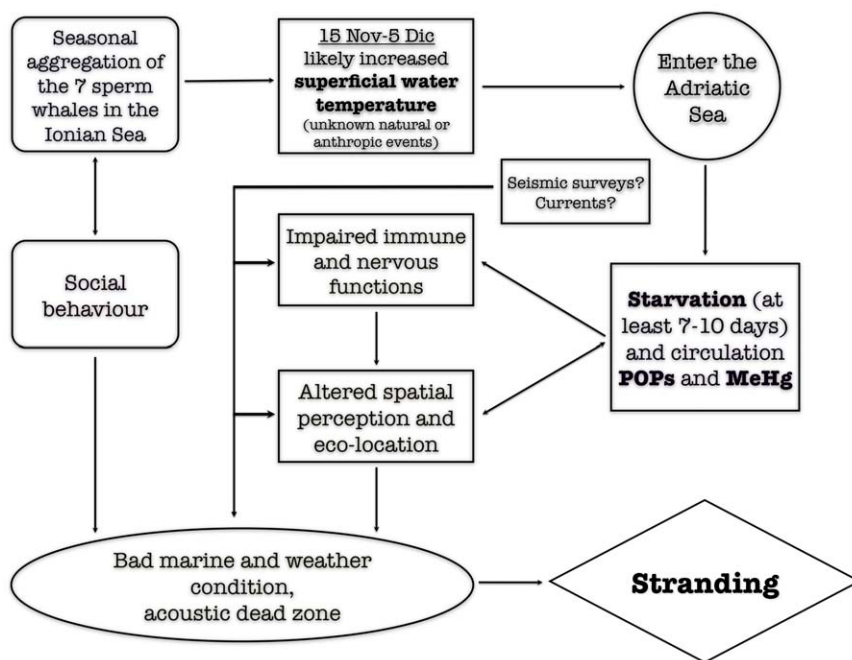 Seasonal
aggregation of
the 7 sperm
whales in the
Ionian Sea
15 Nov-5 Dic
likely increased
superficial water
temperature
(unknown natural or
anthropic events)
Enter the
Adriatic
Sea
Seismic surveys?
Currents?
Impaired immune
and nervous
functions
Social
behaviour
Starvation (at
least 7-10 days)
and circulation
POPs and MeHg
Altered spatial
perception and
eco-location
Bad marine and weather
condition,
acoustic dead zone
Stranding